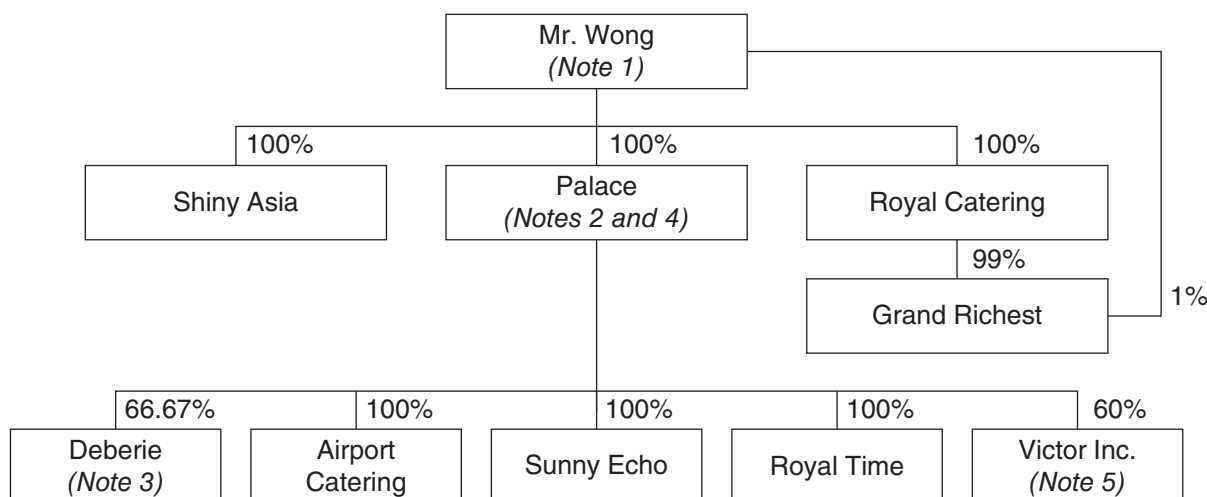 Mr. Wong
(Note 1)
100%
100%
100%
Shiny Asia
Palace
(Notes 2 and 4)
Royal Catering
99%
Grand Richest
1%
66.67%
100%
100%
100%
60%
Deberie
(Note 3)
Airport
Catering
Sunny Echo
Royal Time
Victor Inc.
(Note 5)